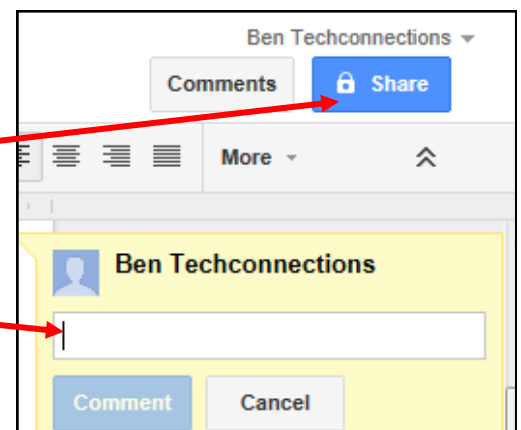 Ben Techconnections
Comments Share
More
Ben Techconnections
Comment Cancel